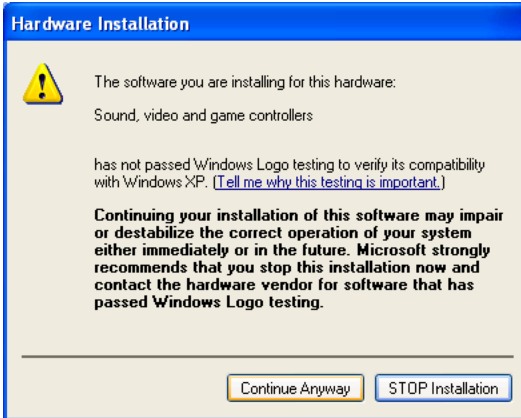 Hardware Installation
The software you are installing for this hardware:
Sound, video and game controllers
has not passed Windows Logo testing to verify its compatibility
with Windows XP. (Tell me why this testing is important.)
Continuing your installation of this software may impair
or destabilize the correct operation of your system
either immediately or in the future. Microsoft strongly
recommends that you stop this installation now and
contact the hardware vendor for software that has
passed Windows Logo testing.
Continue Anyway STOP Installation